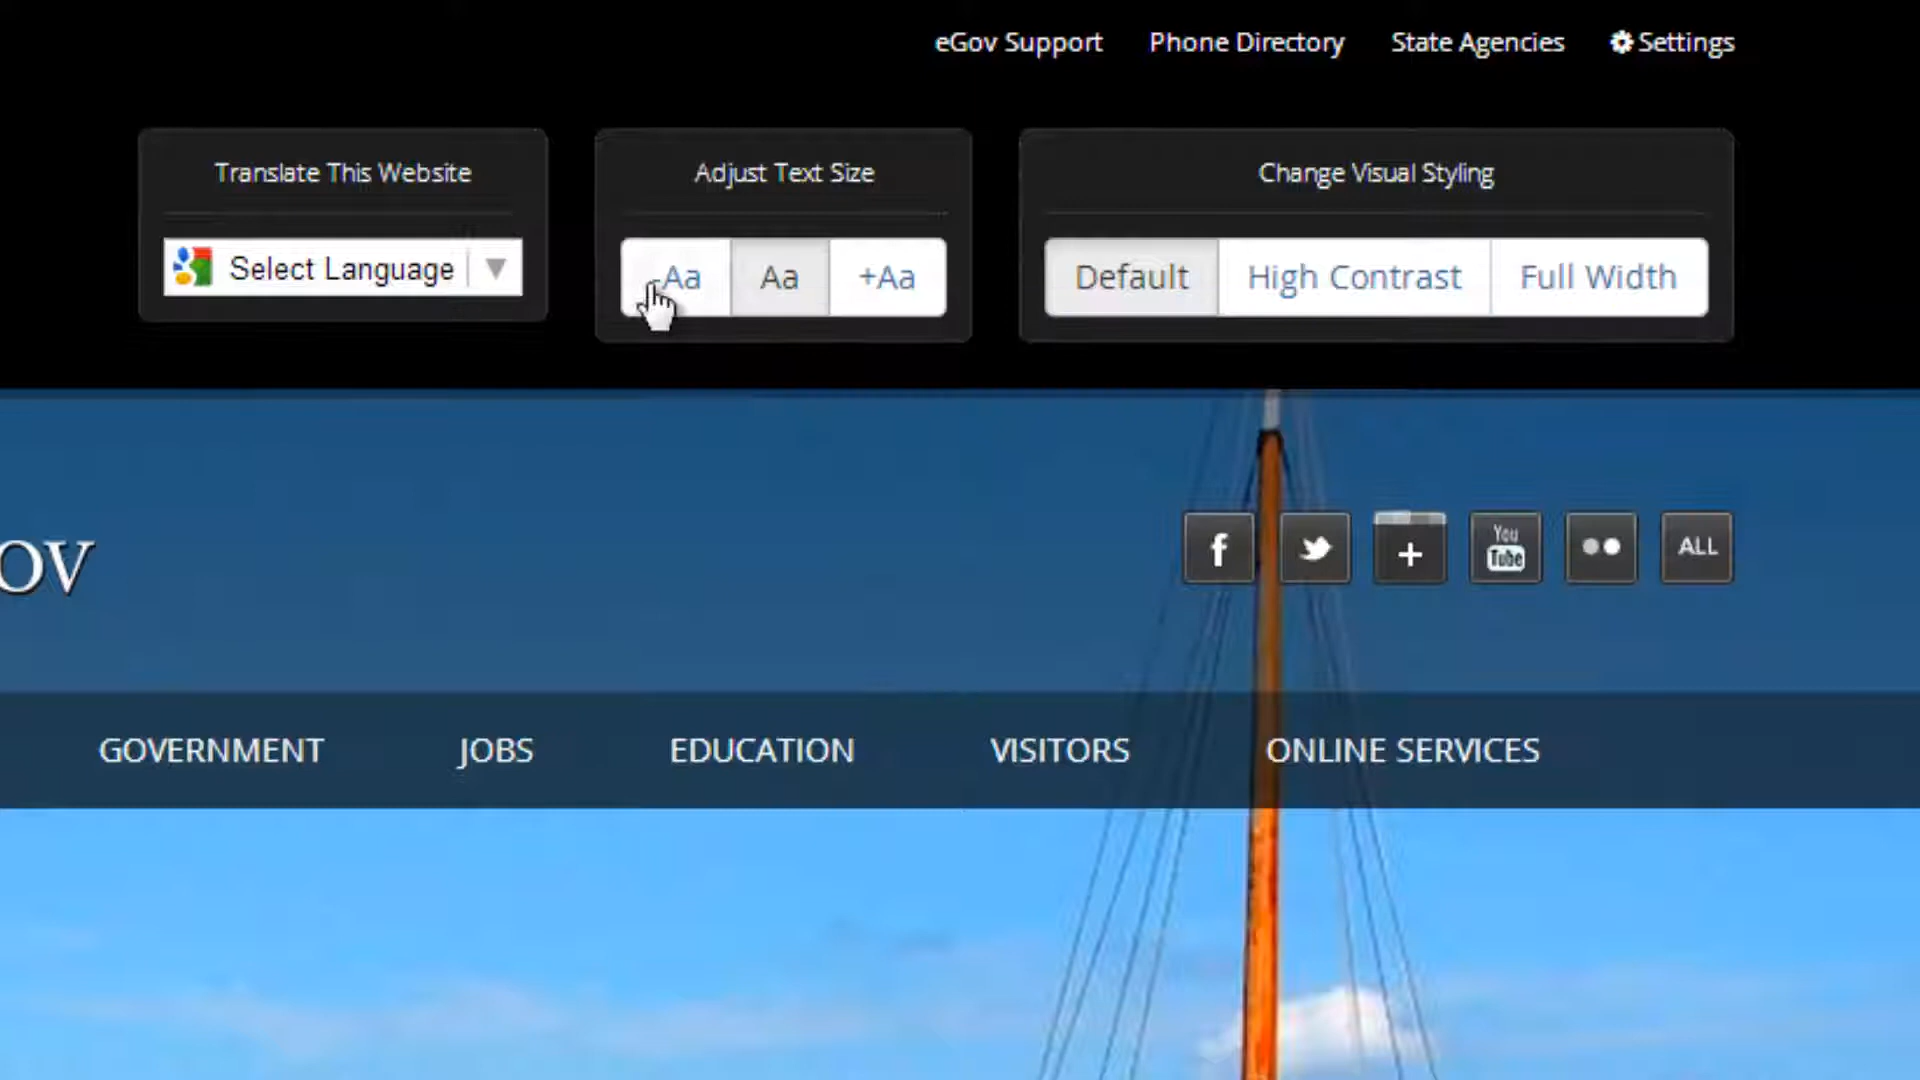 eGov Support Phone Directory State Agencies Settings
Translate This Website
Select Language
Adjust Text Size
-Aa Aa +Aa
Change Visual Styling
Default High Contrast Full Width
OV
f + You Tube ALL
GOVERNMENT JOBS EDUCATION VISITORS ONLINE SERVICES